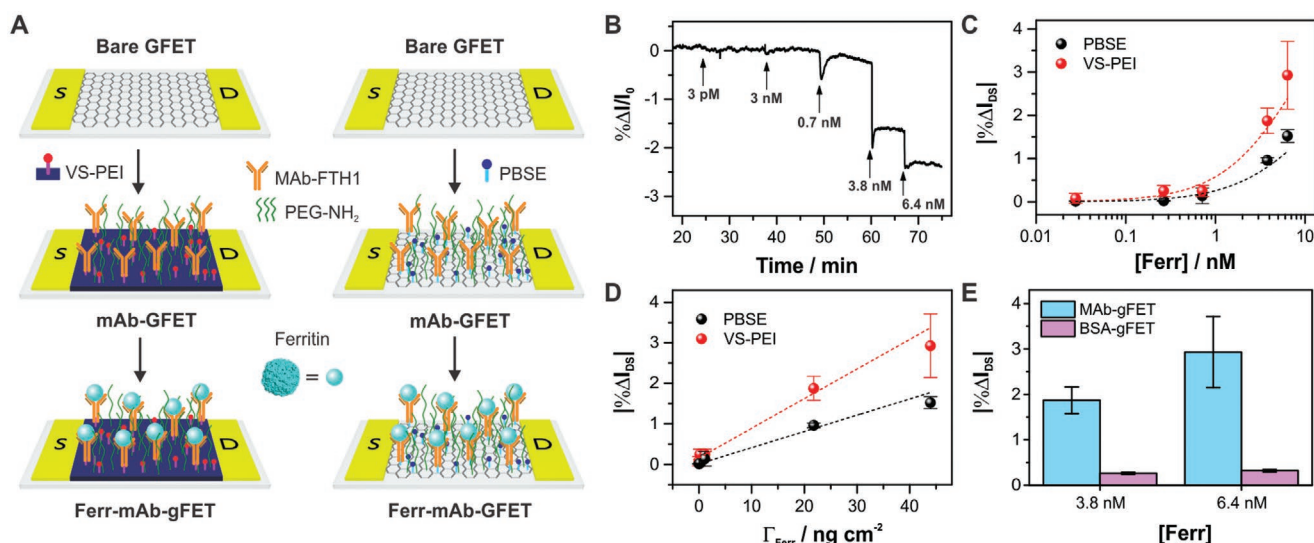 A
Bare GFET
Bare GFET
S
D
S
D
VS-PEI
MAb-FTH1
PEG-NH₂
PBSE
S
D
S
D
mAb-GFET
mAb-GFET
Ferritin
=
S
D
S
D
Ferr-mAb-gFET
Ferr-mAb-GFET
B
%ΔI/I₀
0
-1
-2
-3
3 pM
3 nM
0.7 nM
3.8 nM
6.4 nM
20 30 40 50 60 70 80
Time / min
C
|%ΔI_DS|
4
3
2
1
0
PBSE
VS-PEI
0.01 0.1 1 10
[Ferr] / nM
D
|%ΔI_DS|
4
3
2
1
0
PBSE
VS-PEI
0 10 20 30 40
Γ_Ferr / ng cm⁻²
E
|%ΔI_DS|
4
3
2
1
0
MAb-gFET
BSA-gFET
3.8 nM 6.4 nM
[Ferr]